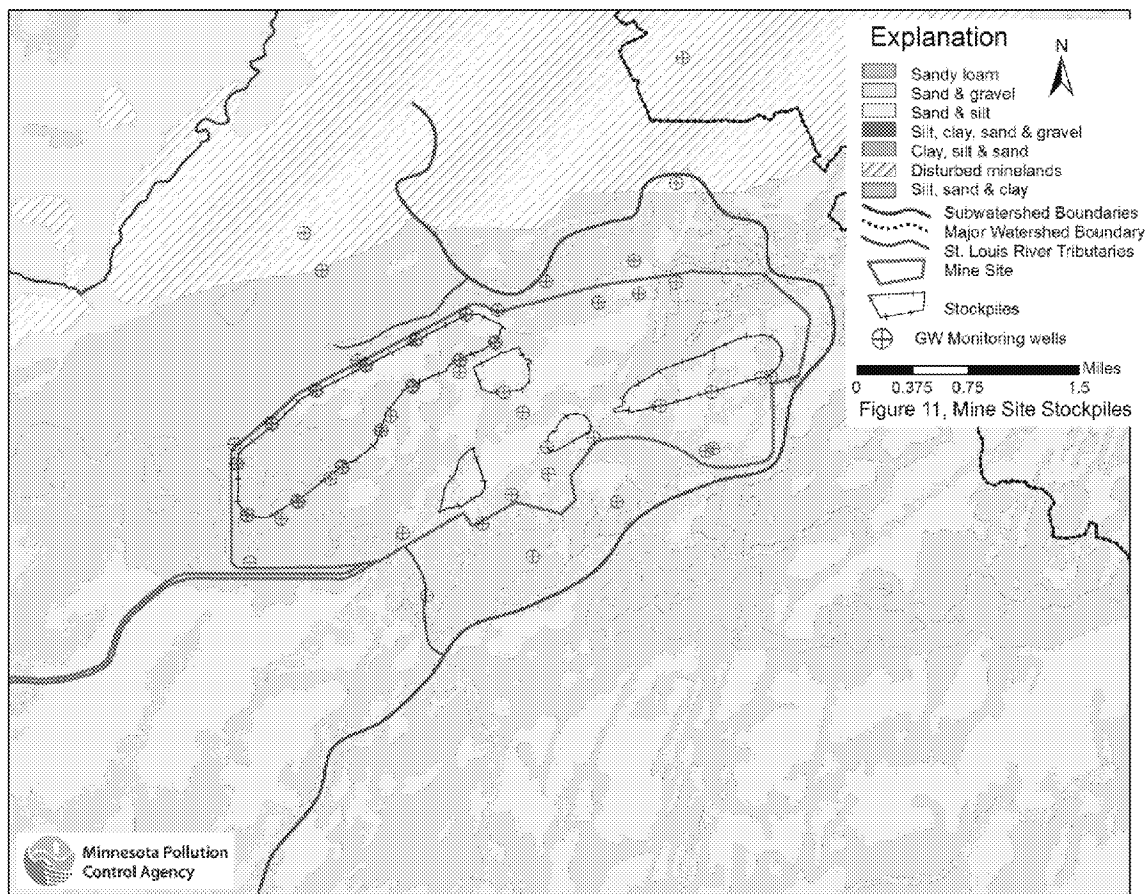 Explanation
N
Sandy loam
Sand & gravel
Sand & silt
Silt, clay, sand & gravel
Clay, silt & sand
Disturbed minelands
Silt, sand & clay
Subwatershed Boundaries
Major Watershed Boundary
St. Louis River Tributaries
Mine Site
Stockpiles
GW Monitoring wells
Miles
0 0.375 0.75 1.5
Figure 11, Mine Site Stockpiles
Minnesota Pollution
Control Agency